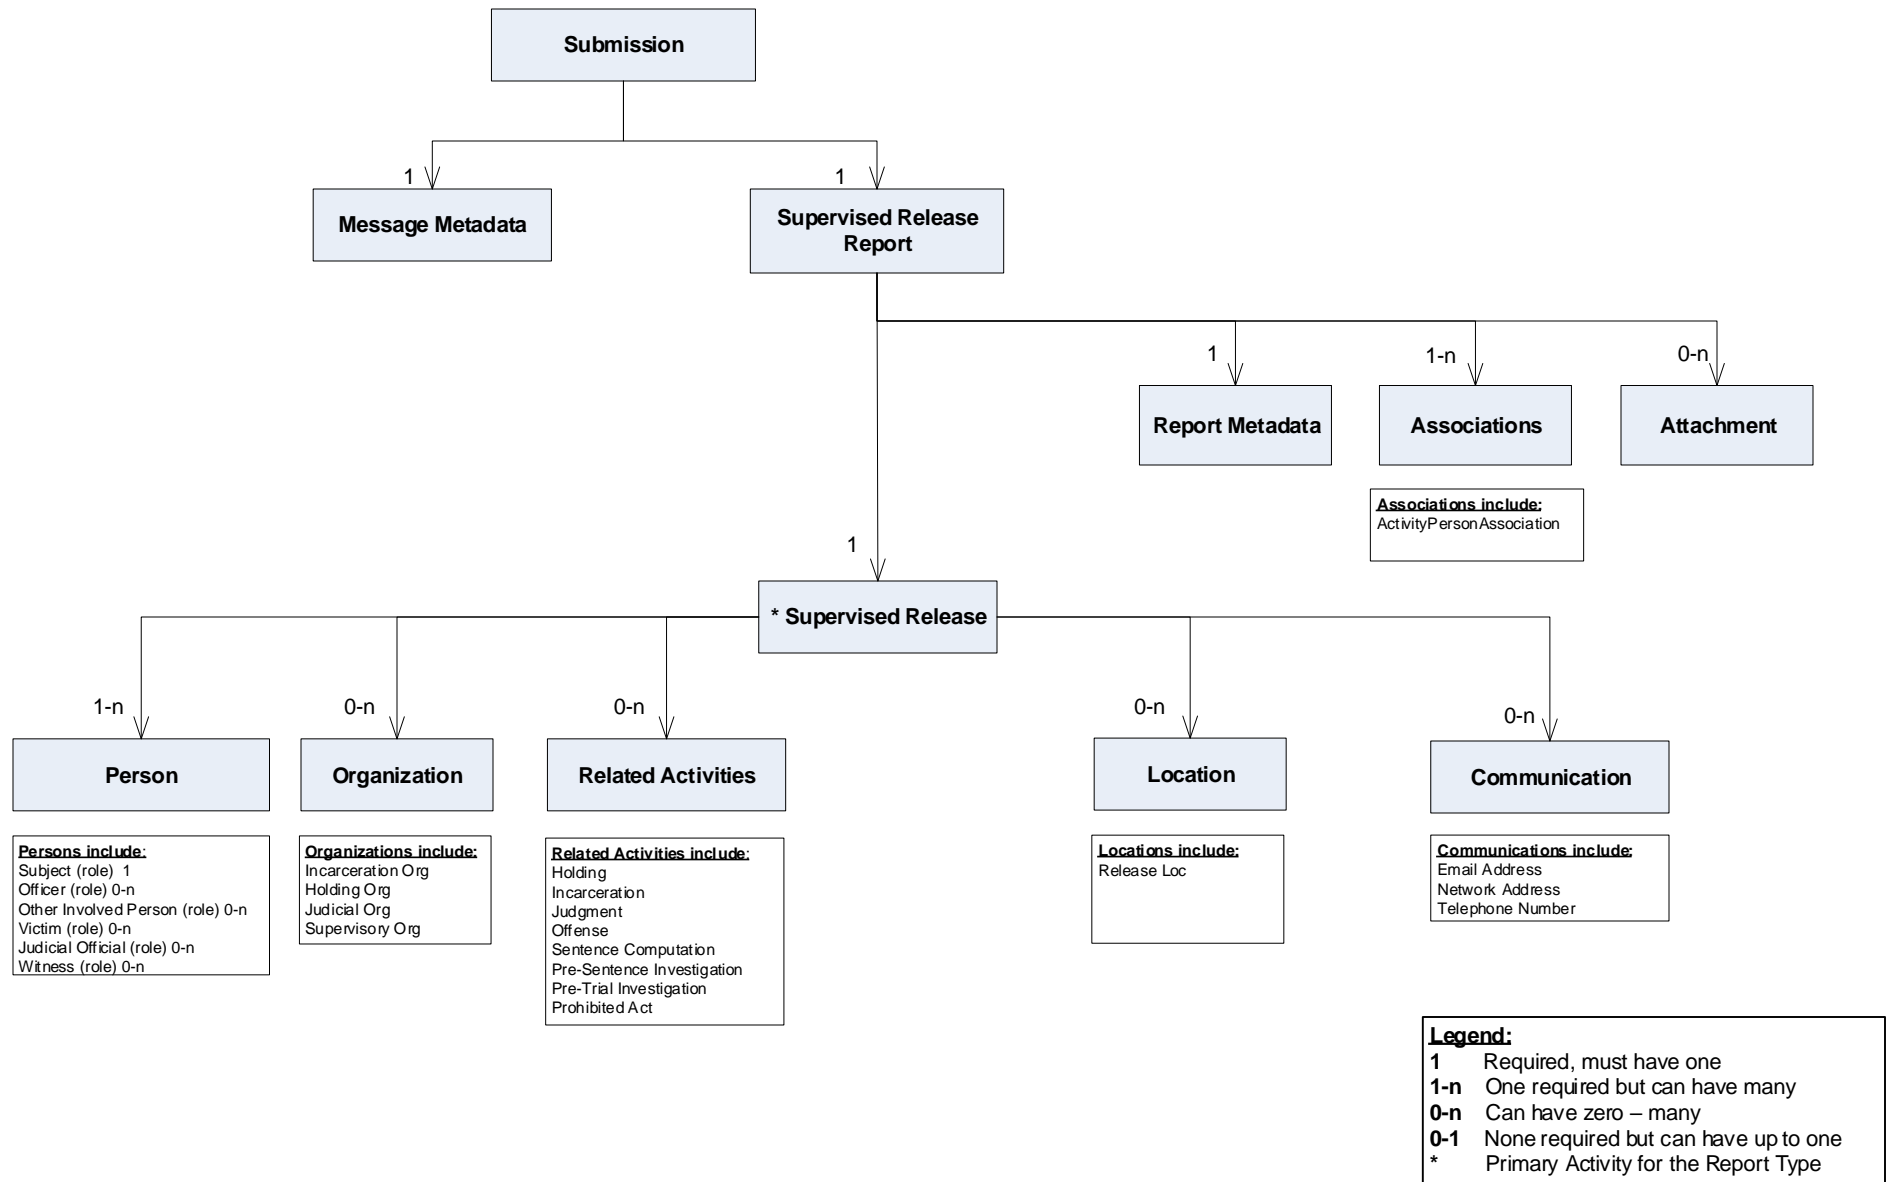 Submission
1
1
Message Metadata
Supervised Release
Report
1
1-n
0-n
Report Metadata
Associations
Attachment
Associations include:
ActivityPersonAssociation
1
* Supervised Release
1-n
0-n
0-n
0-n
0-n
Person
Organization
Related Activities
Location
Communication
Persons include:
Subject (role) 1
Officer (role) 0-n
Other Involved Person (role) 0-n
Victim (role) 0-n
Judicial Official (role) 0-n
Witness (role) 0-n
Organizations include:
Incarceration Org
Holding Org
Judicial Org
Supervisory Org
Related Activities include:
Holding
Incarceration
Judgment
Offense
Sentence Computation
Pre-Sentence Investigation
Pre-Trial Investigation
Prohibited Act
Locations include:
Release Loc
Communications include:
Email Address
Network Address
Telephone Number
Legend:
1 Required, must have one
1-n One required but can have many
0-n Can have zero – many
0-1 None required but can have up to one
* Primary Activity for the Report Type